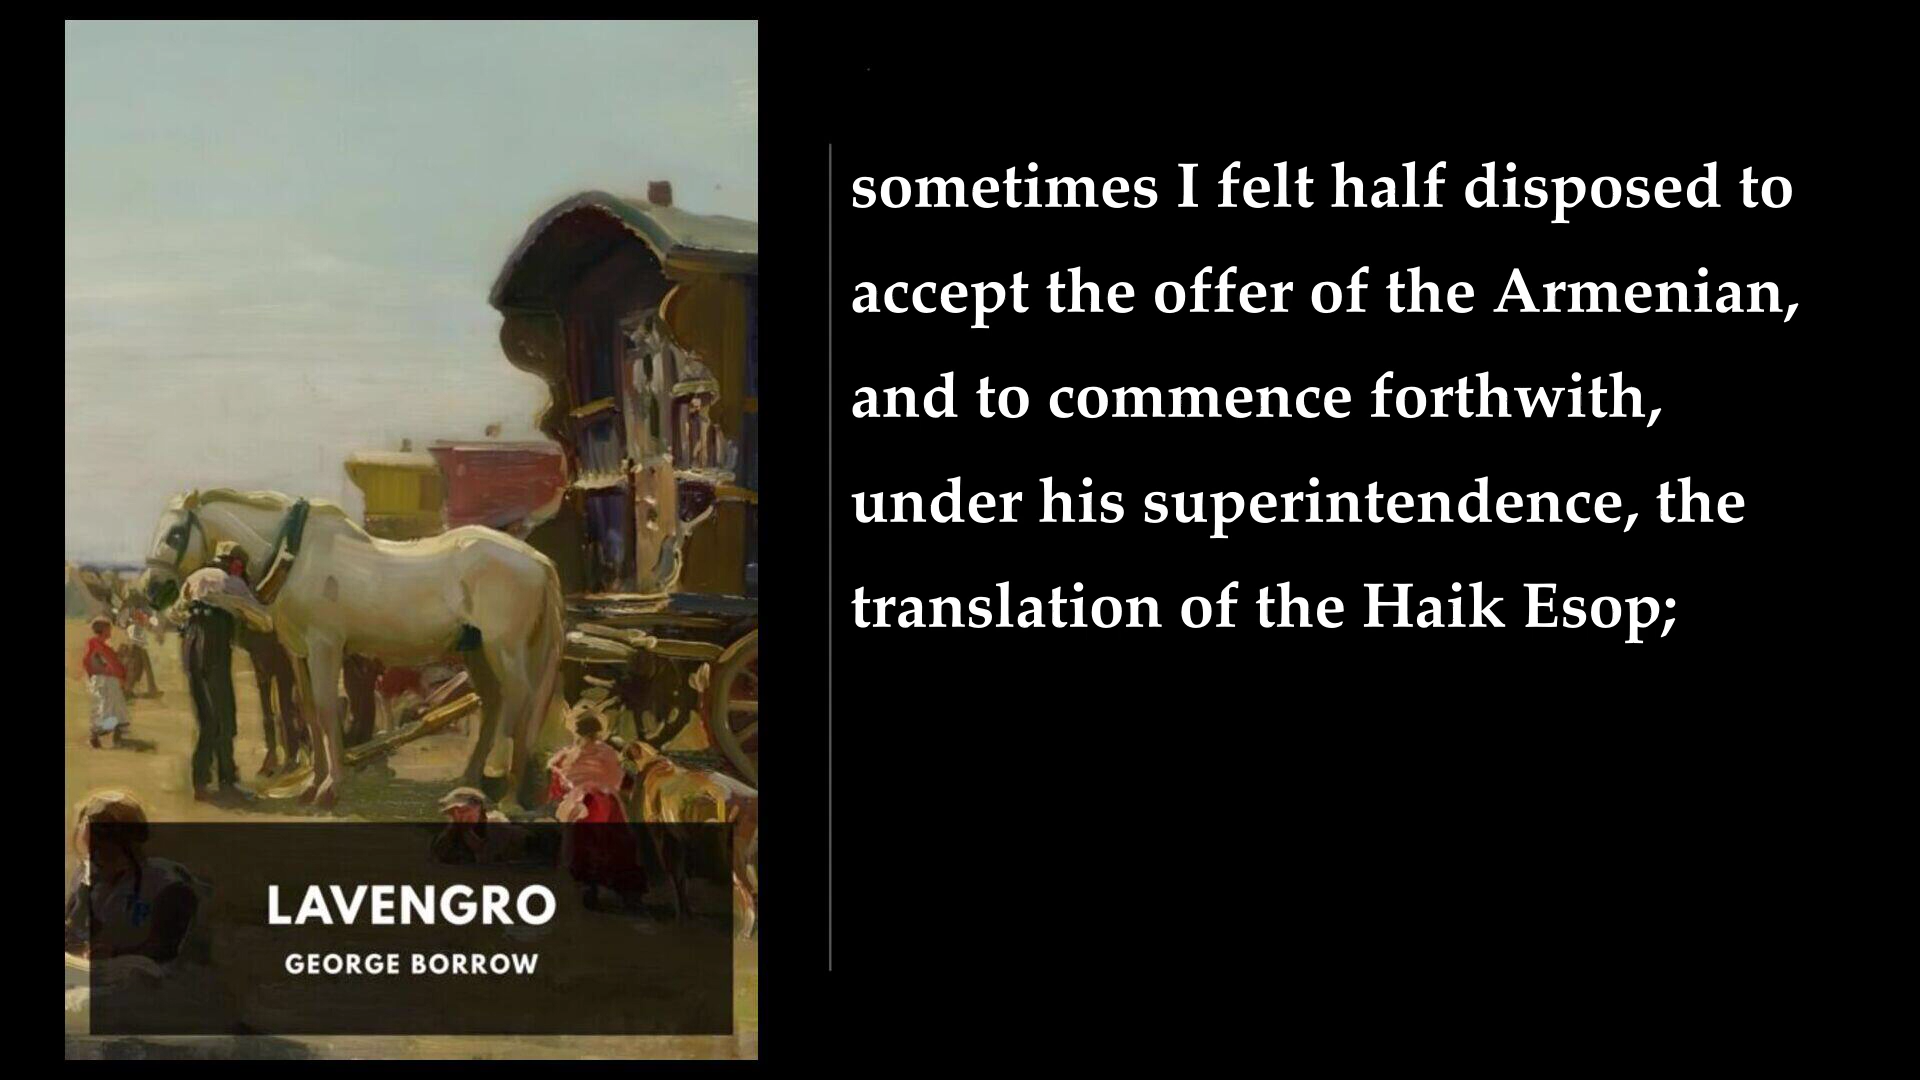 sometimes I felt half disposed to
accept the offer of the Armenian,
and to commence forthwith,
under his superintendence, the
translation of the Haik Esop;
LAVENGRO
GEORGE BORROW